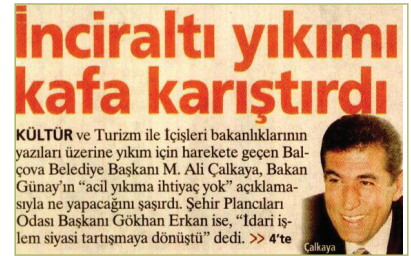 İnciraltı yıkımı
kafa karıştırdı
KÜLTÜR ve Turizm ile İçişleri bakanlıklarının
yazıları üzerine yıkım için harekete geçen Bal-
çova Belediye Başkanı M. Ali Çalkaya, Bakan
Günay'ın "acil yıkıma ihtiyaç yok" açıklama-
sıyla ne yapacağını şaşırdı. Şehir Plancıları
Odası Başkanı Gökhan Erkan ise, "İdari iş-
lem siyasi tartışmaya dönüştü" dedi. >> 4'te
Çalkaya